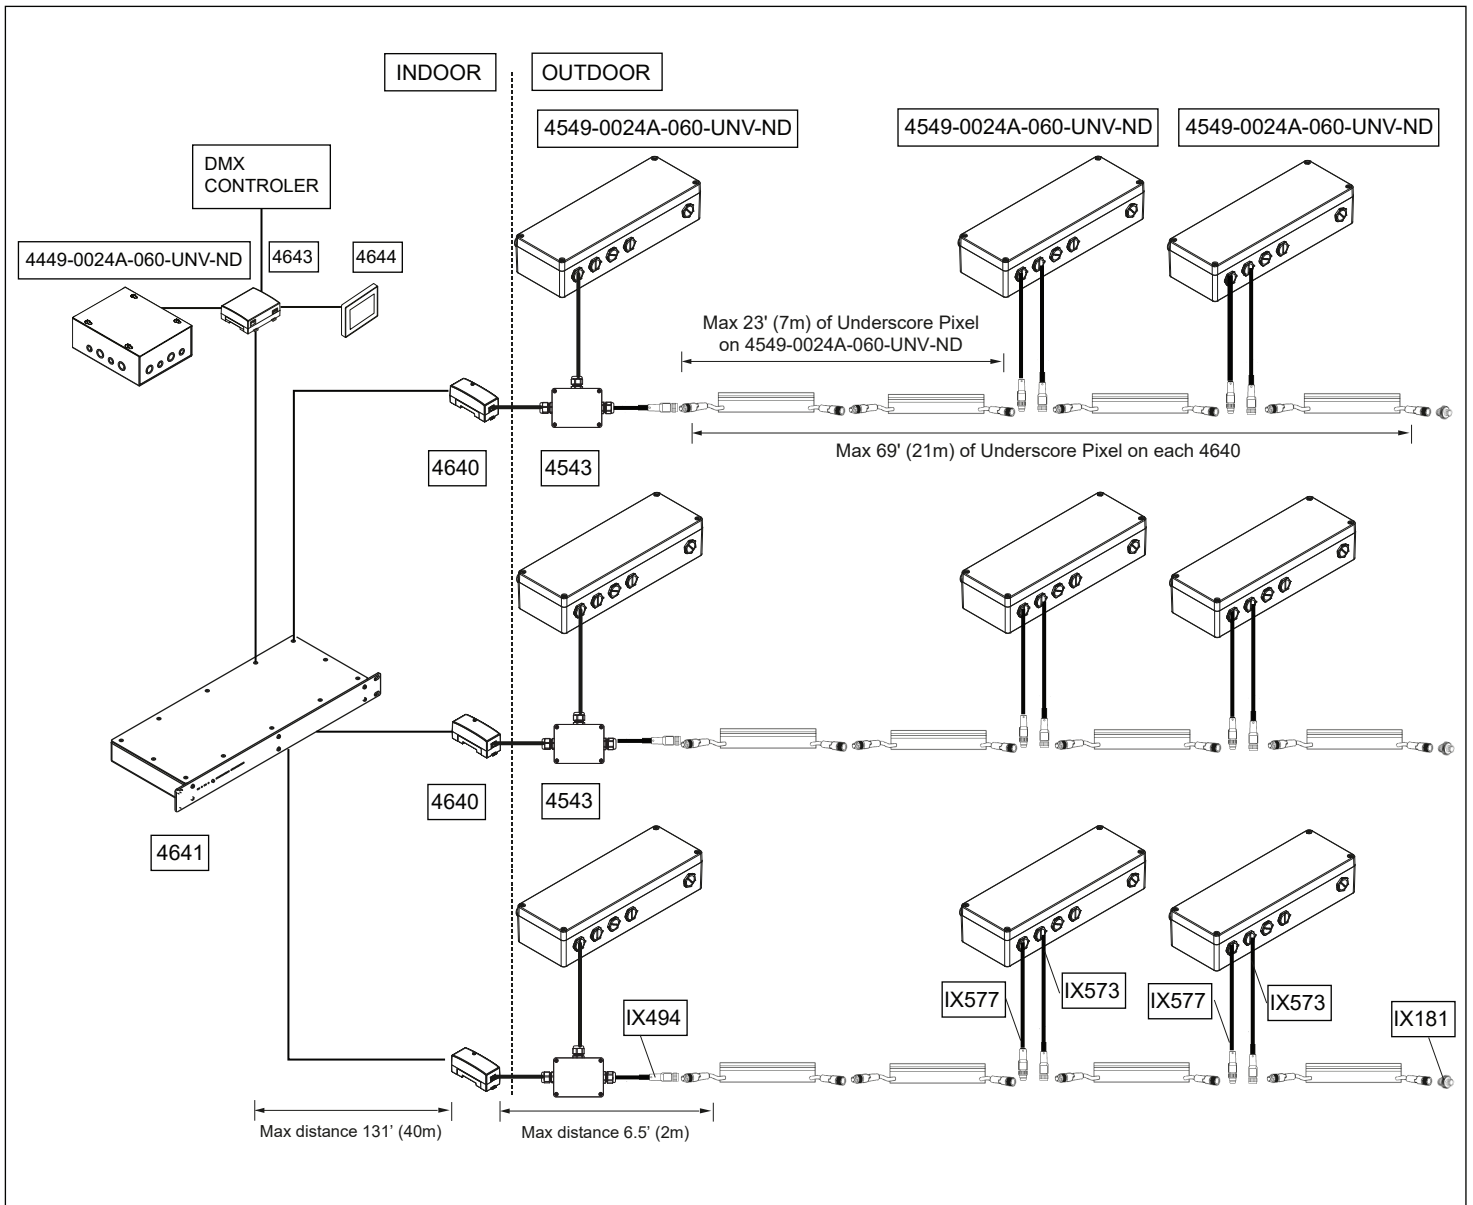 INDOOR
OUTDOOR
4549-0024A-060-UNV-ND
4549-0024A-060-UNV-ND
4549-0024A-060-UNV-ND
DMX
CONTROLER
4449-0024A-060-UNV-ND
4643
4644
Max 23' (7m) of Underscore Pixel
on 4549-0024A-060-UNV-ND
Max 69' (21m) of Underscore Pixel on each 4640
4640
4543
4640
4543
4641
IX494
IX577
IX573
IX577
IX573
IX181
Max distance 131' (40m)
Max distance 6.5' (2m)